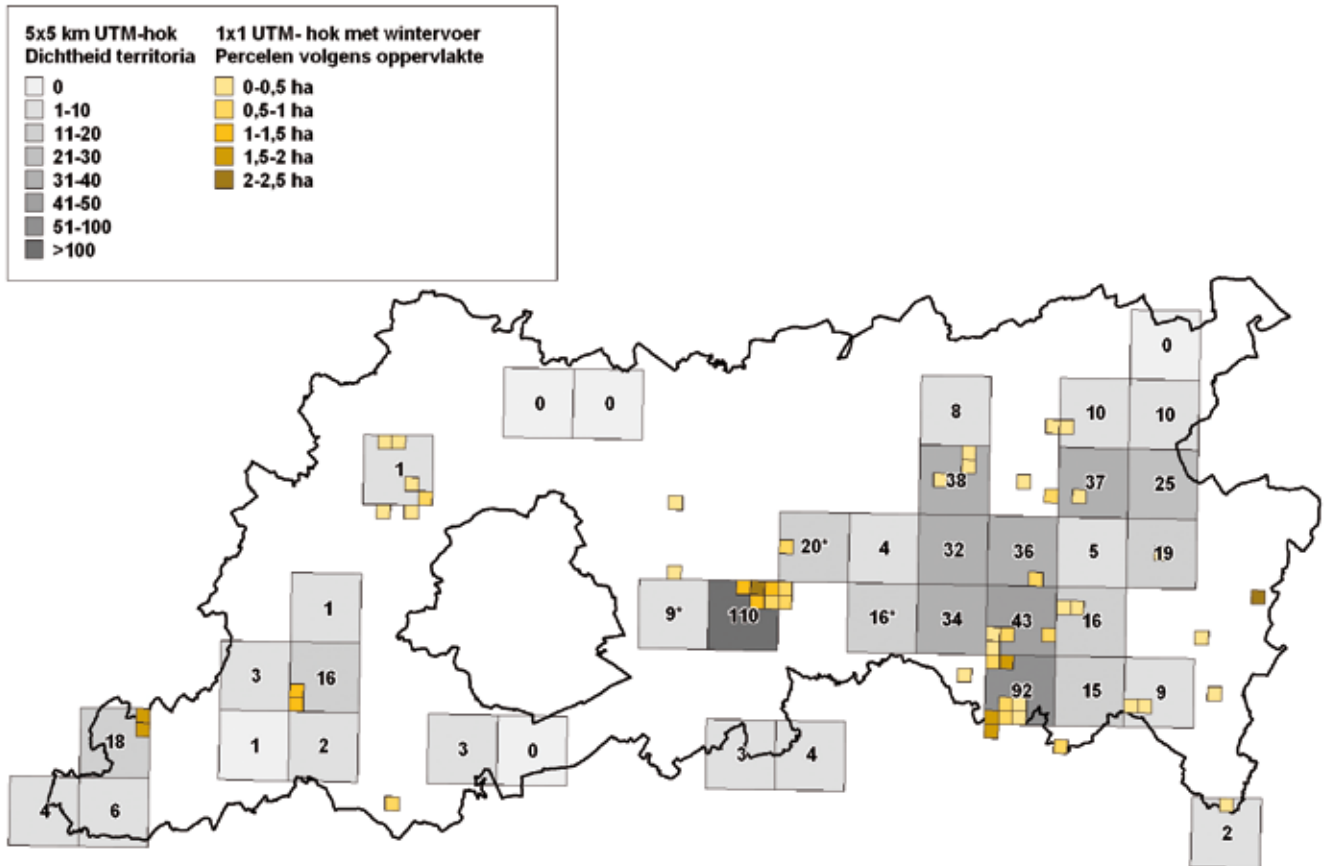 5x5 km UTM-hok
Dichtheid territoria
0
1-10
11-20
21-30
31-40
41-50
51-100
>100
1x1 UTM- hok met wintervoer
Percelen volgens oppervlakte
0-0,5 ha
0,5-1 ha
1-1,5 ha
1,5-2 ha
2-2,5 ha
0
0 0
8
10 10
1
38
37 25
20* 4 32 36 5 19
1
9* 110
16* 34 43 16
3 16
92 15 9
18
1 2
3 0
3 4
4 6
2